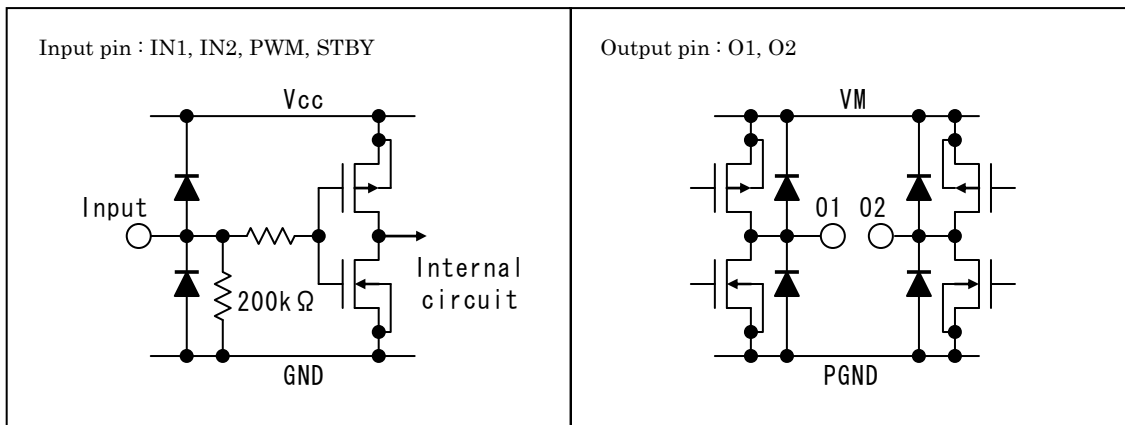 Input pin : IN1, IN2, PWM, STBY
Vcc
Input
200kΩ
Internal
circuit
GND
Output pin : O1, O2
VM
O1 O2
PGND